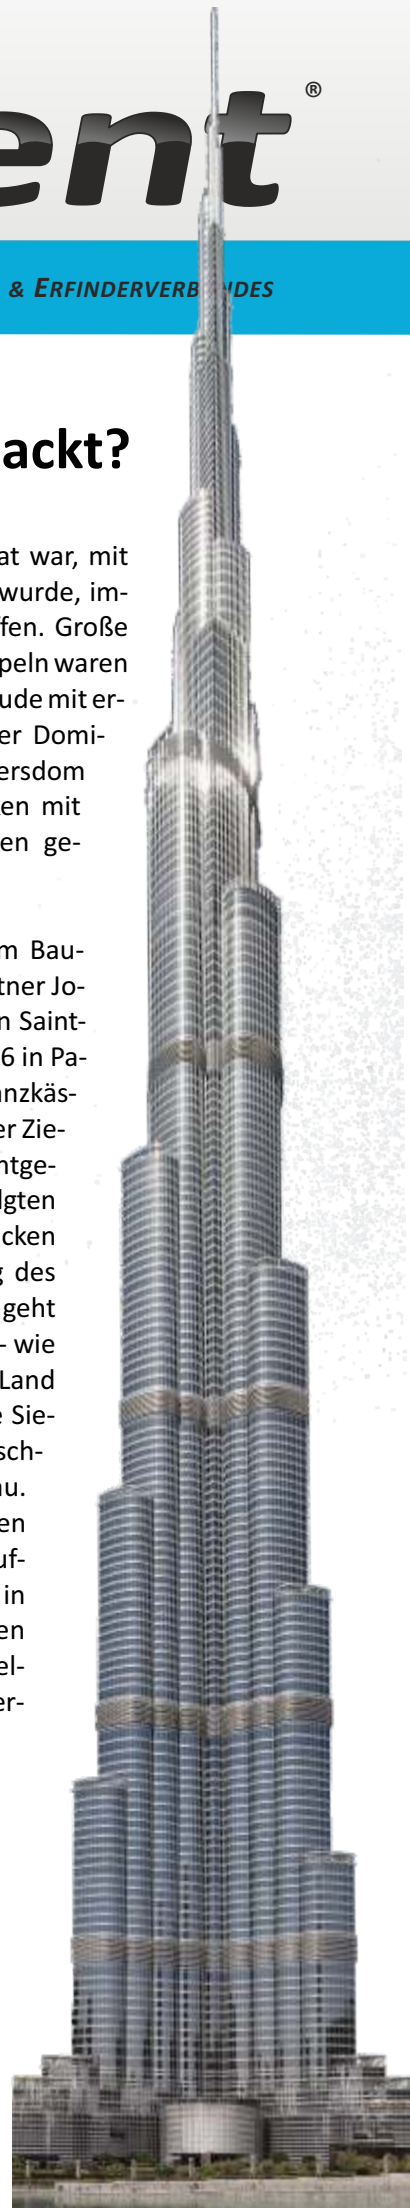 ent®
& ERFINDERVERB NDES
ackt?
at war, mit
wurde, im-
fen. Große
peln waren
ude mit er-
er Domi-
ersdom
en mit
en ge-
m Bau-
tner Jo-
n Saint-
6 in Pa-
anzkäs-
er Zie-
ntge-
lgten
cken
g des
geht
- wie
Land
e Sie-
sch-
nu.
en
uf-
in
en
el-
er-